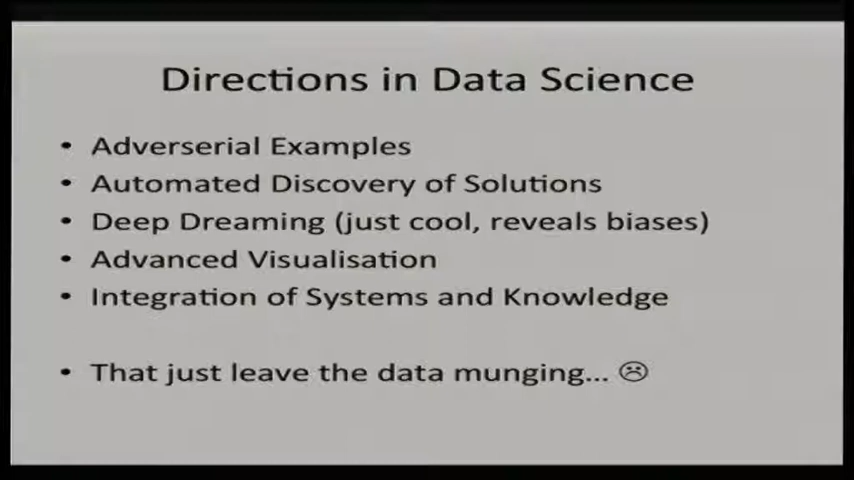 Directions in Data Science
• Adverserial Examples
• Automated Discovery of Solutions
• Deep Dreaming (just cool, reveals biases)
• Advanced Visualisation
• Integration of Systems and Knowledge
• That just leave the data munging... ☹